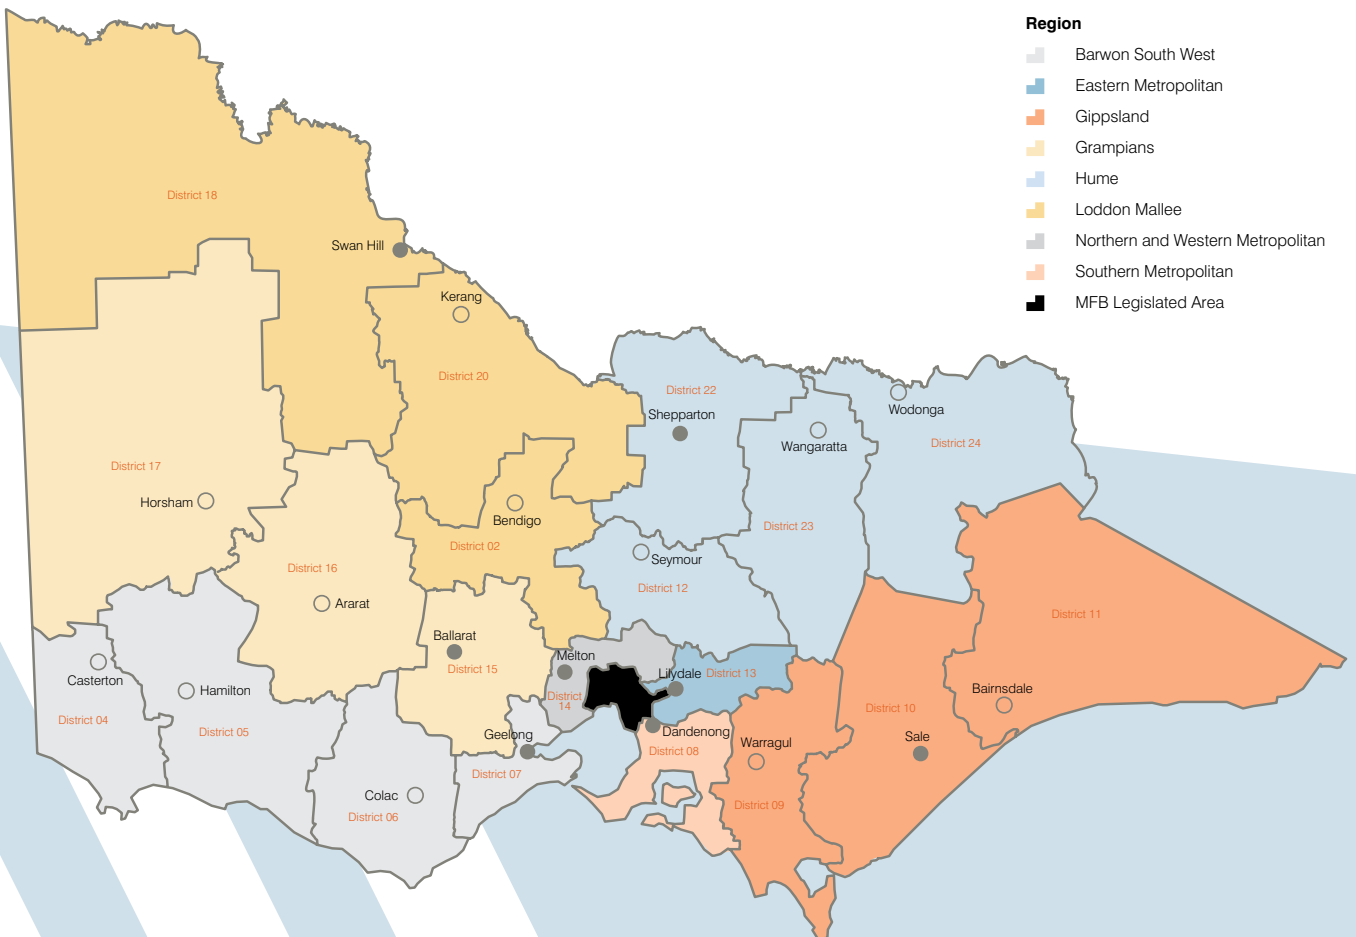 Region
Barwon South West
Eastern Metropolitan
Gippsland
Grampians
Hume
Loddon Mallee
Northern and Western Metropolitan
Southern Metropolitan
MFB Legislated Area
District 18
Swan Hill
Kerang
District 20
District 22
Shepparton
Wodonga
Wangaratta
District 24
District 17
Horsham
Bendigo
District 23
District 02
Seymour
District 16
District 12
Ararat
District 11
Ballarat
Melton
District 15
Lilydale
District 13
Casterton
Hamilton
District
14
Bairnsdale
District 04
District 05
Geelong
Dandenong
District 10
Warragul
Sale
District 08
District 07
Colac
District 09
District 06